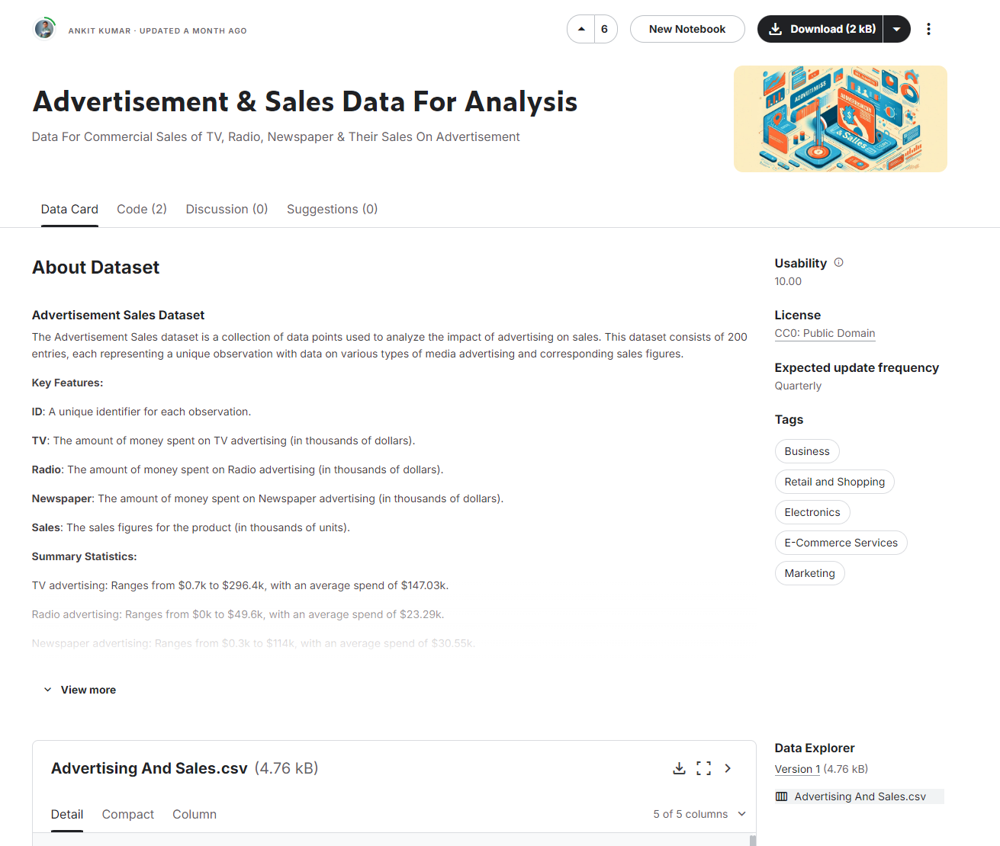 ANKIT KUMAR · UPDATED A MONTH AGO
6
New Notebook
Download (2 kB)
Advertisement & Sales Data For Analysis
Data For Commercial Sales of TV, Radio, Newspaper & Their Sales On Advertisement
Data Card
Code (2)
Discussion (0)
Suggestions (0)
About Dataset
Advertisement Sales Dataset
The Advertisement Sales dataset is a collection of data points used to analyze the impact of advertising on sales. This dataset consists of 200
entries, each representing a unique observation with data on various types of media advertising and corresponding sales figures.
Key Features:
ID: A unique identifier for each observation.
TV: The amount of money spent on TV advertising (in thousands of dollars).
Radio: The amount of money spent on Radio advertising (in thousands of dollars).
Newspaper: The amount of money spent on Newspaper advertising (in thousands of dollars).
Sales: The sales figures for the product (in thousands of units).
Summary Statistics:
TV advertising: Ranges from $0.7k to $296.4k, with an average spend of $147.03k.
Radio advertising: Ranges from $0k to $49.6k, with an average spend of $23.29k.
Newspaper advertising: Ranges from $0.3k to $114k, with an average spend of $30.55k.
View more
Usability
10.00
License
CC0: Public Domain
Expected update frequency
Quarterly
Tags
Business
Retail and Shopping
Electronics
E-Commerce Services
Marketing
Advertising And Sales.csv (4.76 kB)
Detail
Compact
Column
5 of 5 columns
Data Explorer
Version 1 (4.76 kB)
Advertising And Sales.csv